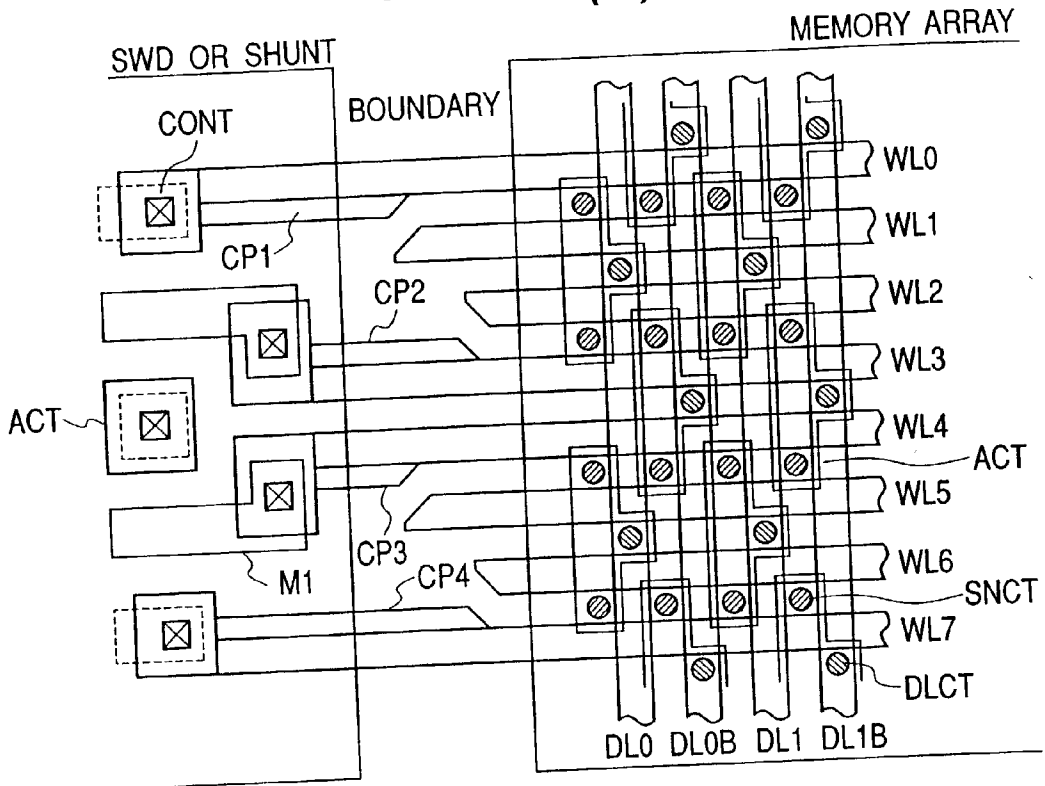 MEMORY ARRAY
SWD OR SHUNT
BOUNDARY
CONT
WL0
WL1
CP1
CP2
WL2
WL3
ACT
WL4
ACT
WL5
CP3
M1
CP4
WL6
SNCT
WL7
DLCT
DL0 DL0B DL1 DL1B